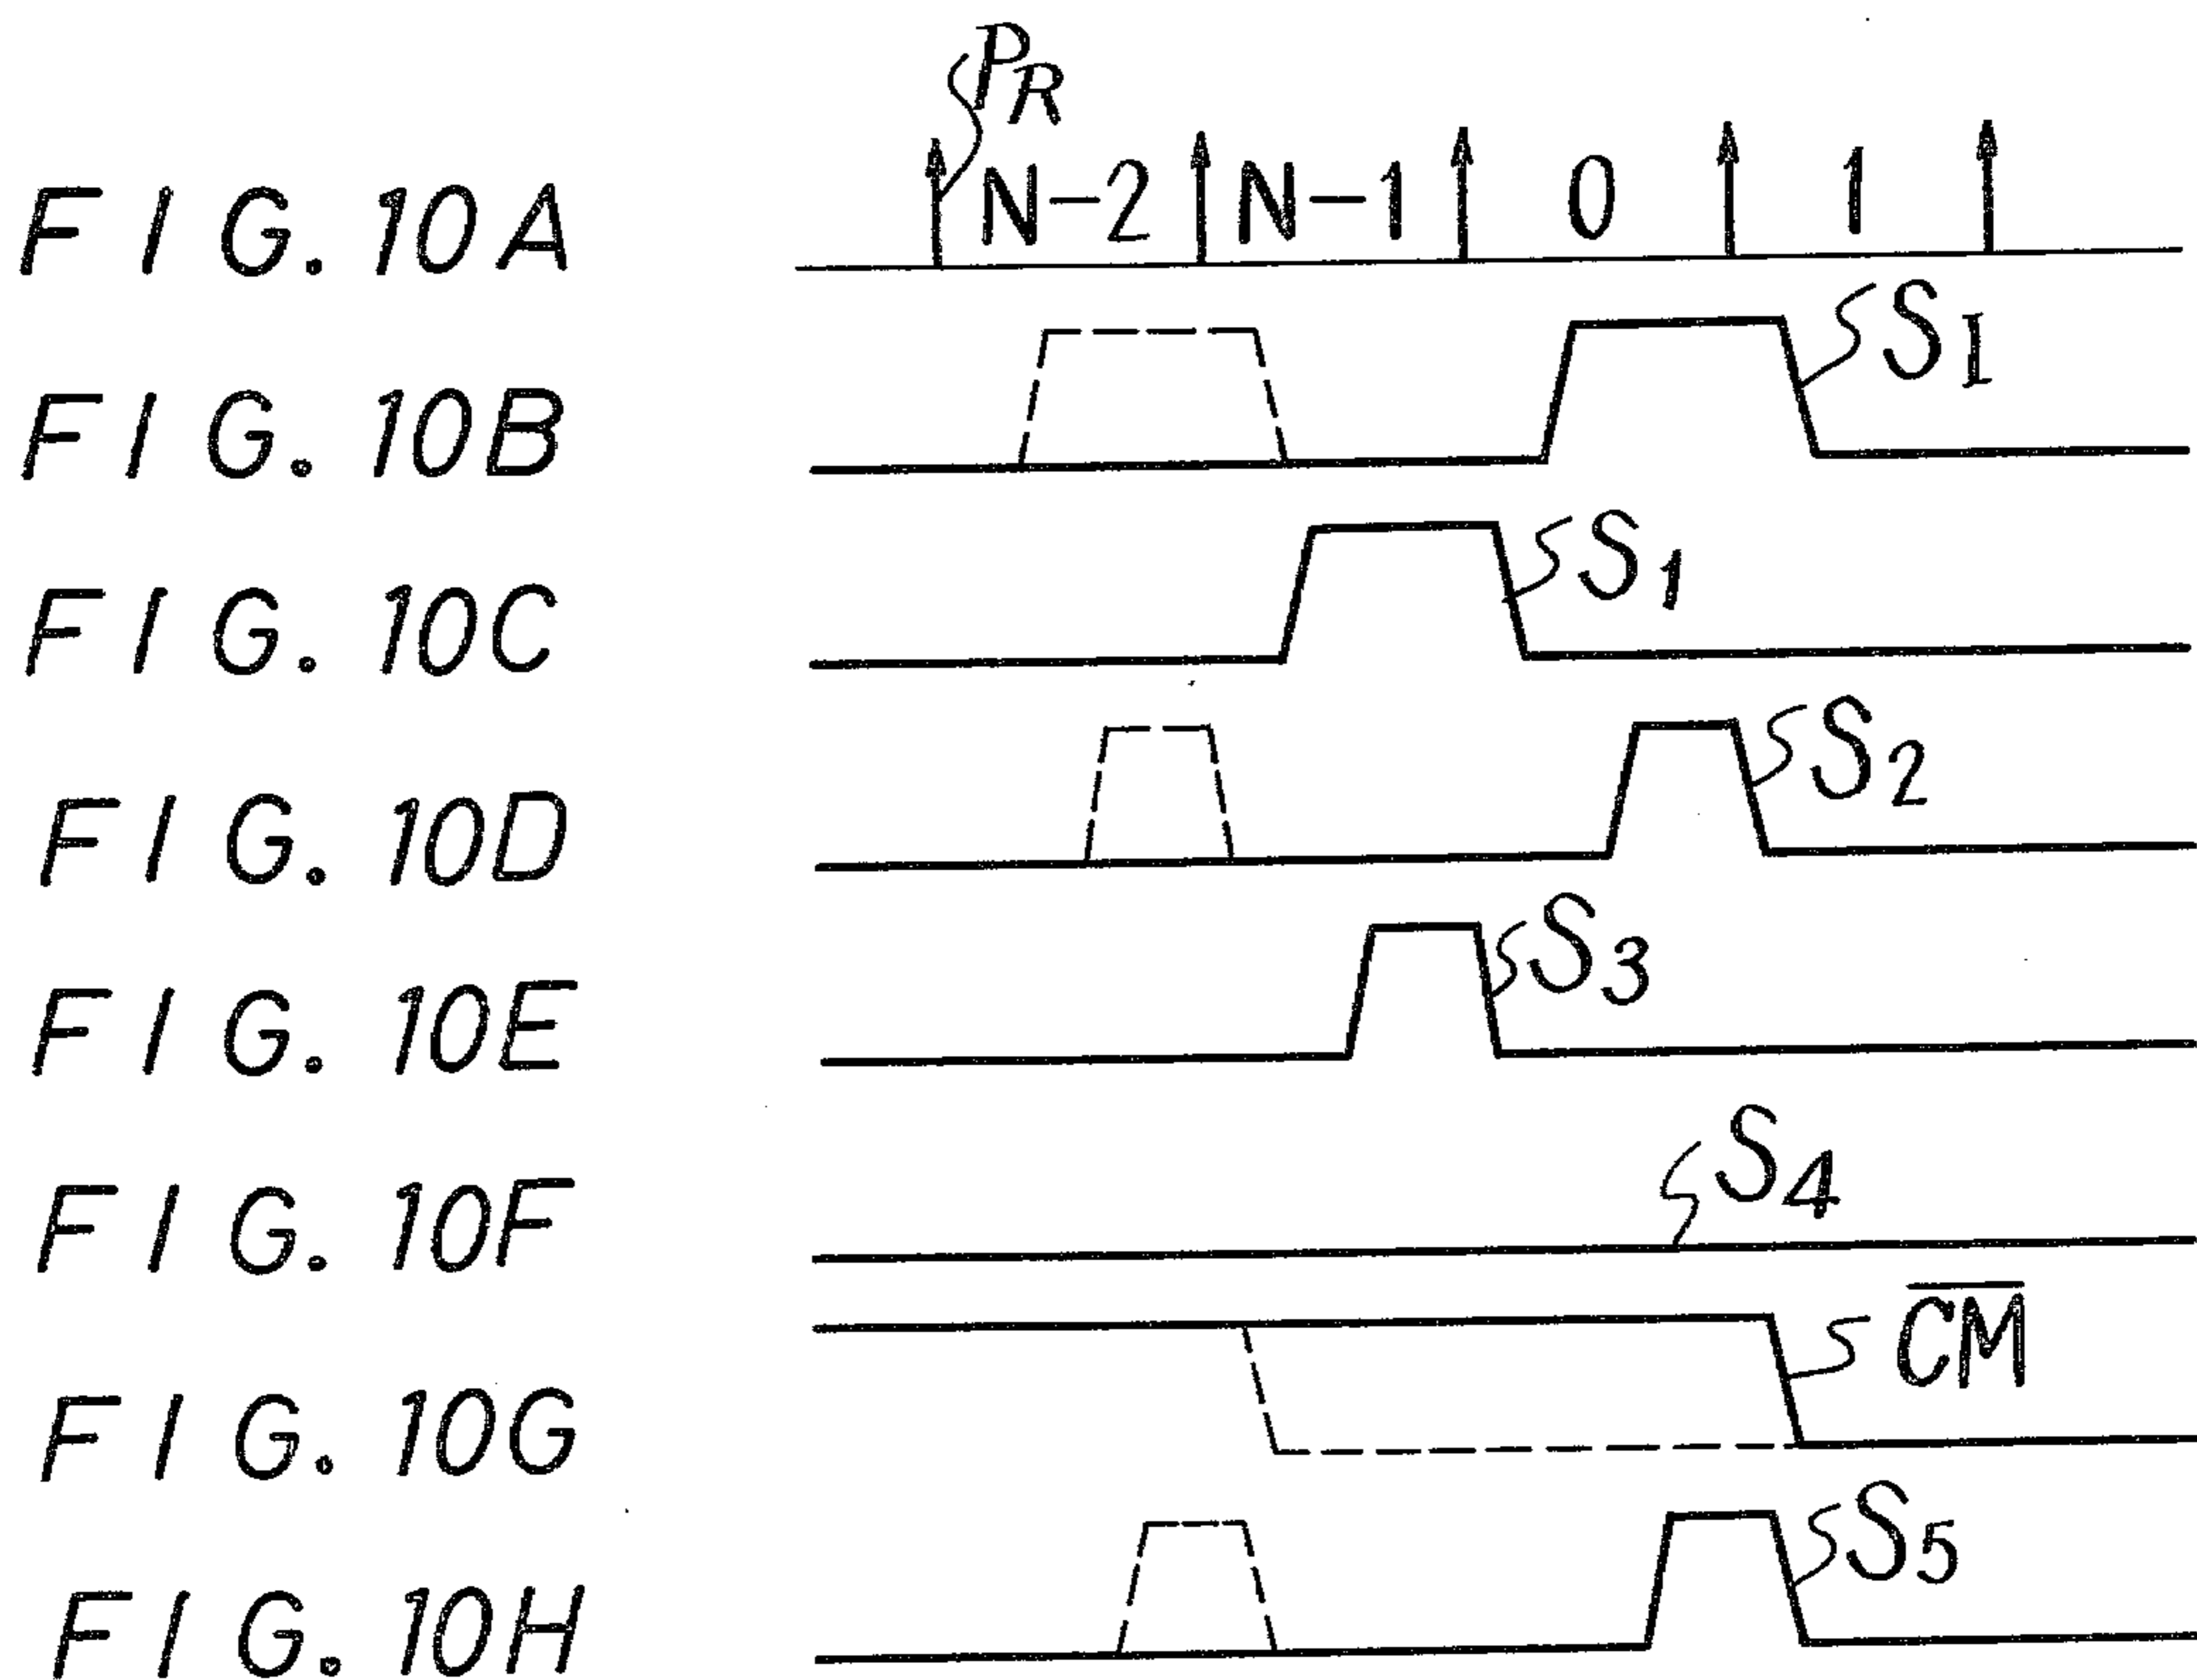 P_R
FIG. 10A N-2 N-1 0 1
FIG. 10B S_I
FIG. 10C S_1
FIG. 10D S_2
FIG. 10E S_3
FIG. 10F S_4
FIG. 10G C̅M̅
FIG. 10H S_5